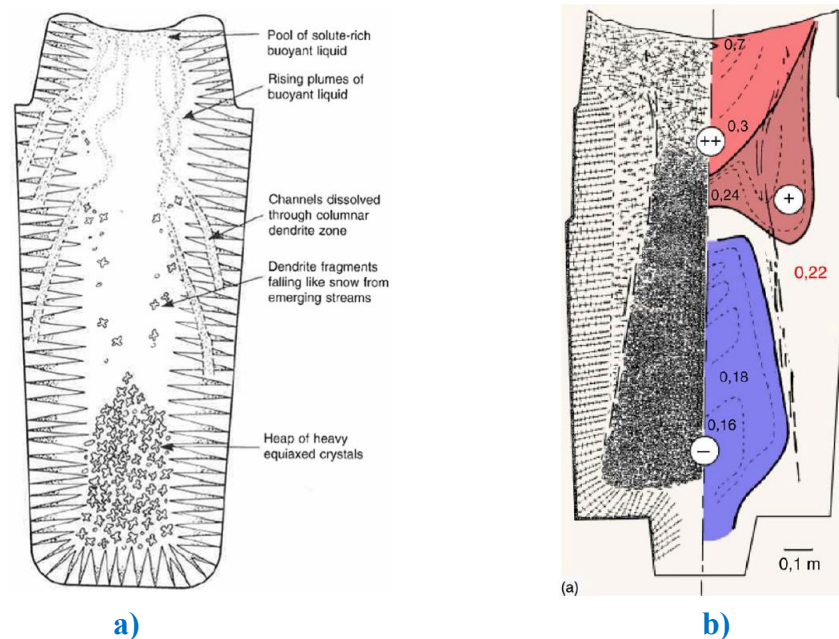 Pool of solute-rich
buoyant liquid
Rising plumes of
buoyant liquid
Channels dissolved
through columnar
dendrite zone
Dendrite fragments
falling like snow from
emerging streams
Heap of heavy
equiaxed crystals
a)
0,7
+
0,3
++
0,24
+
0,22
0,18
0,16
−
0,1 m
(a)
b)